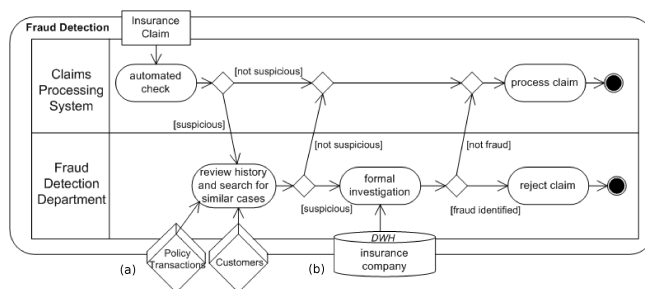 Fraud Detection
Insurance
Claim
Claims
Processing
System
automated
check
[not suspicious]
process claim
[suspicious]
[not suspicious]
[not fraud]
Fraud
Detection
Department
review history
and search for
similar cases
[suspicious]
formal
investigation
[fraud identified]
reject claim
(a)
Policy
Transactions
Customers
(b)
DWH
insurance
company